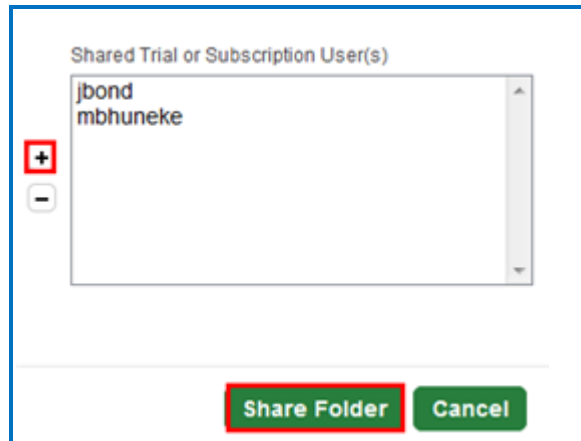 Shared Trial or Subscription User(s)
jbond
mbhuneke
+
-
Share Folder Cancel